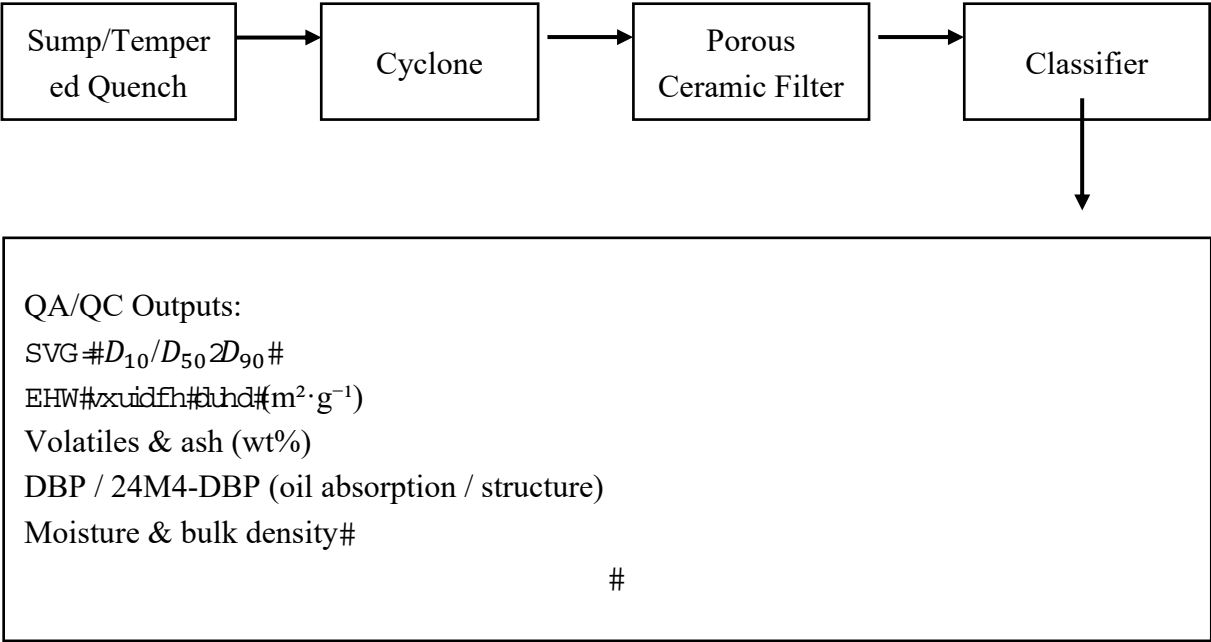 Sump/Temper
ed Quench
Cyclone
Porous
Ceramic Filter
Classifier
QA/QC Outputs:
SVG=#D₁₀/D₅₀2D₉₀#
EHW#vxuidfh#duhd#(m²·g⁻¹)
Volatiles & ash (wt%)
DBP / 24M4-DBP (oil absorption / structure)
Moisture & bulk density#
#